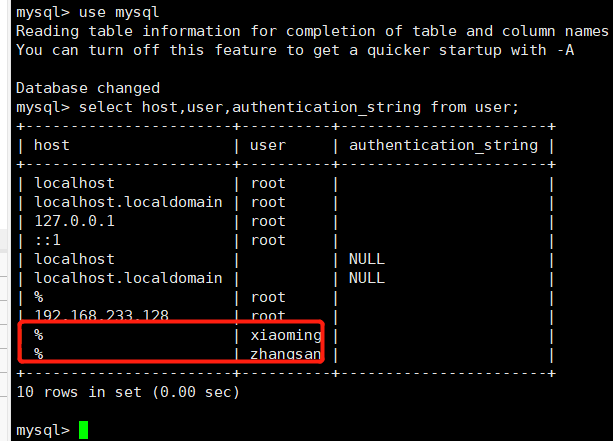 mysql> use mysql
Reading table information for completion of table and column names
You can turn off this feature to get a quicker startup with -A
Database changed
mysql> select host,user,authentication_string from user;
+-----------------------+----------+-----------------------+
| host                  | user     | authentication_string |
+-----------------------+----------+-----------------------+
| localhost             | root     |                       |
| localhost.localdomain | root     |                       |
| 127.0.0.1             | root     |                       |
| ::1                   | root     |                       |
| localhost             |          | NULL                  |
| localhost.localdomain |          | NULL                  |
| %                     | root     |                       |
| 192.168.233.128       | root     |                       |
| %                     | xiaoming |                       |
| %                     | zhangsan |                       |
+-----------------------+----------+-----------------------+
10 rows in set (0.00 sec)
mysql>